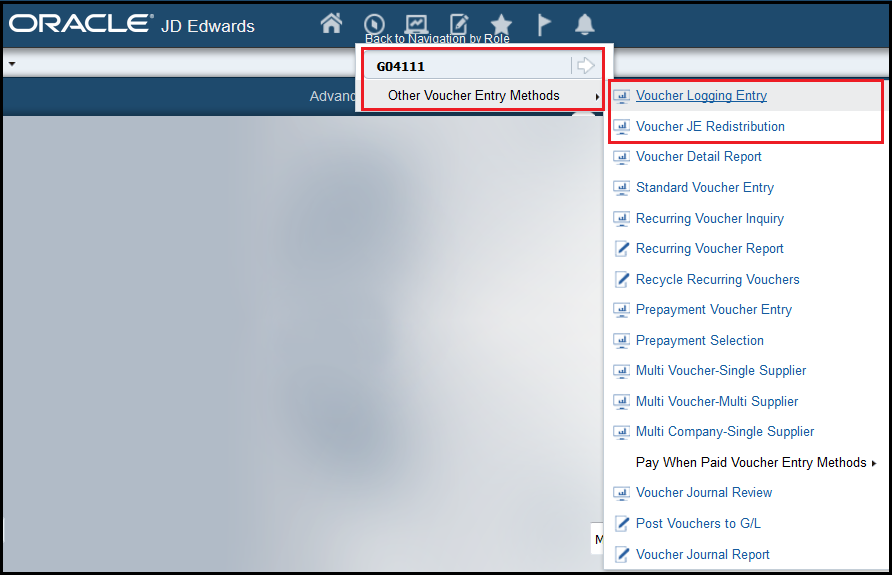 ORACLE® JD Edwards
Back to Navigation by Role
G04111
Other Voucher Entry Methods
Advanc
Voucher Logging Entry
Voucher JE Redistribution
Voucher Detail Report
Standard Voucher Entry
Recurring Voucher Inquiry
Recurring Voucher Report
Recycle Recurring Vouchers
Prepayment Voucher Entry
Prepayment Selection
Multi Voucher-Single Supplier
Multi Voucher-Multi Supplier
Multi Company-Single Supplier
Pay When Paid Voucher Entry Methods
Voucher Journal Review
Post Vouchers to G/L
M
Voucher Journal Report